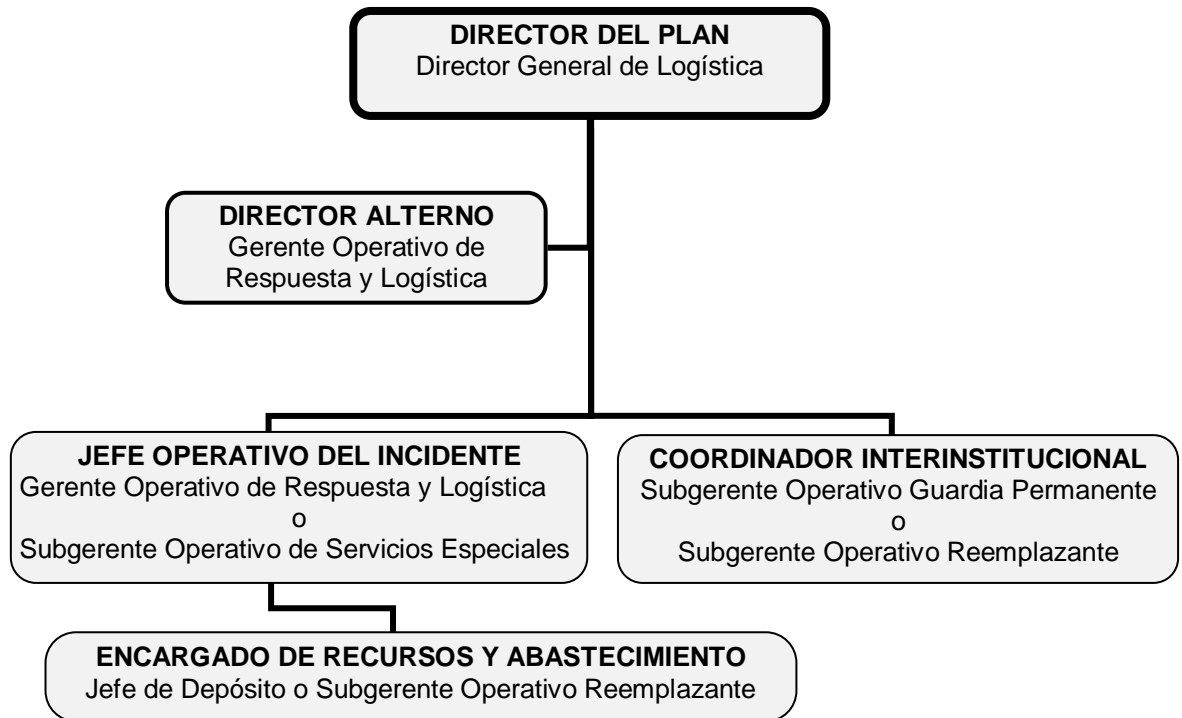 DIRECTOR DEL PLAN
Director General de Logística
DIRECTOR ALTERNO
Gerente Operativo de
Respuesta y Logística
JEFE OPERATIVO DEL INCIDENTE
Gerente Operativo de Respuesta y Logística
o
Subgerente Operativo de Servicios Especiales
COORDINADOR INTERINSTITUCIONAL
Subgerente Operativo Guardia Permanente
o
Subgerente Operativo Reemplazante
ENCARGADO DE RECURSOS Y ABASTECIMIENTO
Jefe de Depósito o Subgerente Operativo Reemplazante